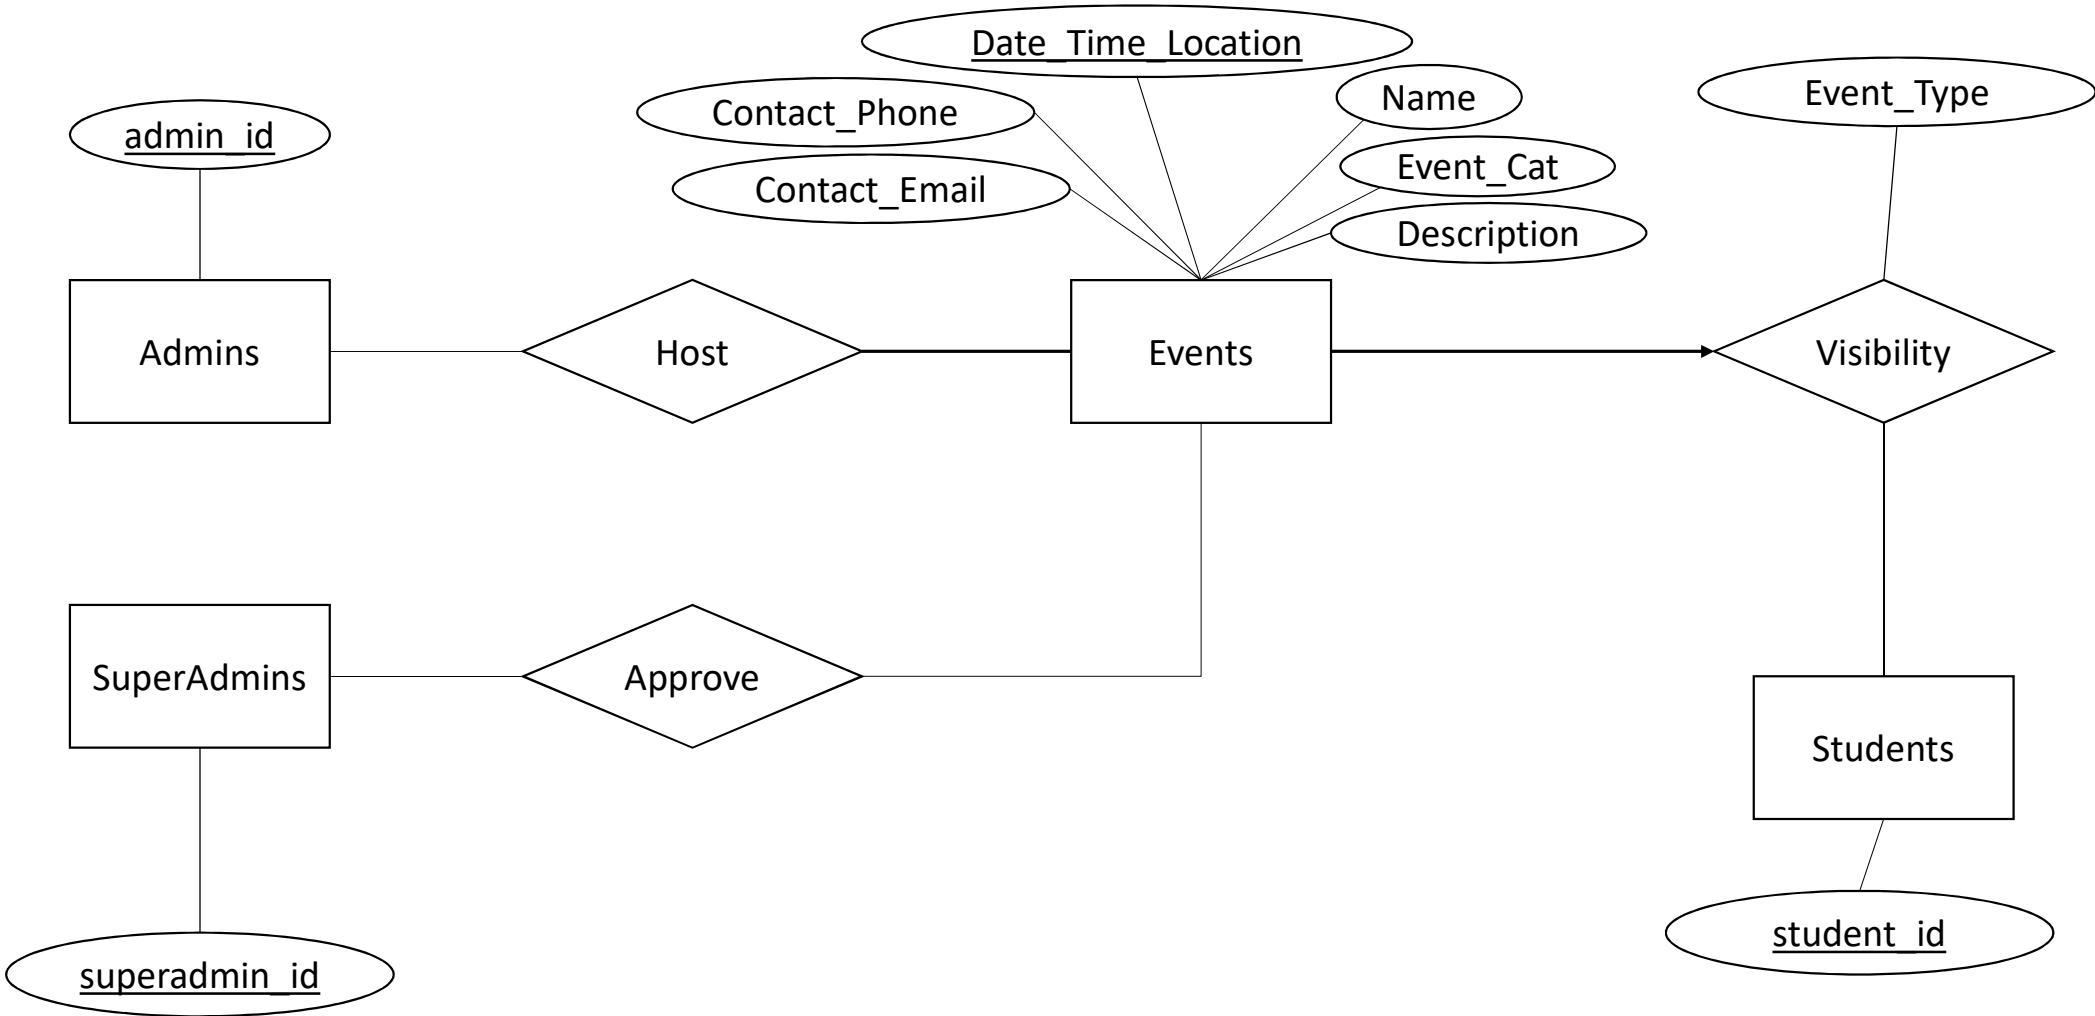 Date_Time_Location
Name
Event_Type
Contact_Phone
admin_id
Event_Cat
Contact_Email
Description
Admins
Host
Events
Visibility
SuperAdmins
Approve
Students
student_id
superadmin_id